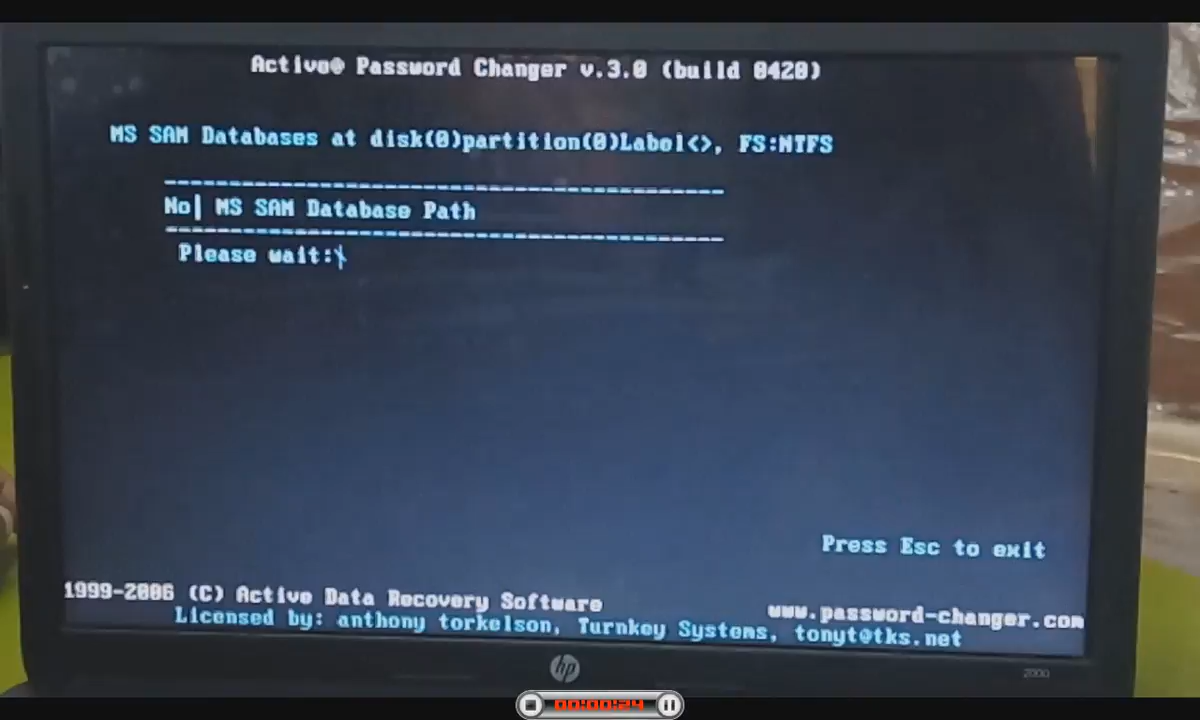 Active@ Password Changer v.3.0 (build 0420)
MS SAM Databases at disk(0)partition(0)Label<>, FS:NTFS
No| MS SAM Database Path
Please wait:\
Press Esc to exit
1999-2006 (C) Active Data Recovery Software
www.password-changer.com
Licensed by: anthony torkelson, Turnkey Systems, tonyt@tks.net
hp
2000
00:00:24